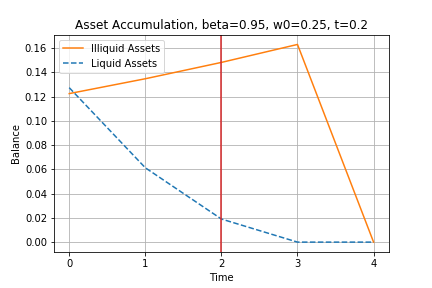 Asset Accumulation, beta=0.95, w0=0.25, t=0.2
Illiquid Assets
Liquid Assets
0.16
0.14
0.12
0.10
0.08
0.06
0.04
0.02
0.00
Balance
0 1 2 3 4
Time